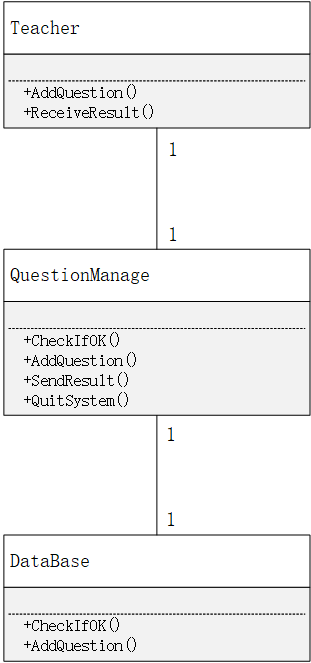 Teacher
+AddQuestion()
+ReceiveResult()
1
1
QuestionManage
+CheckIfOK()
+AddQuestion()
+SendResult()
+QuitSystem()
1
1
DataBase
+CheckIfOK()
+AddQuestion()